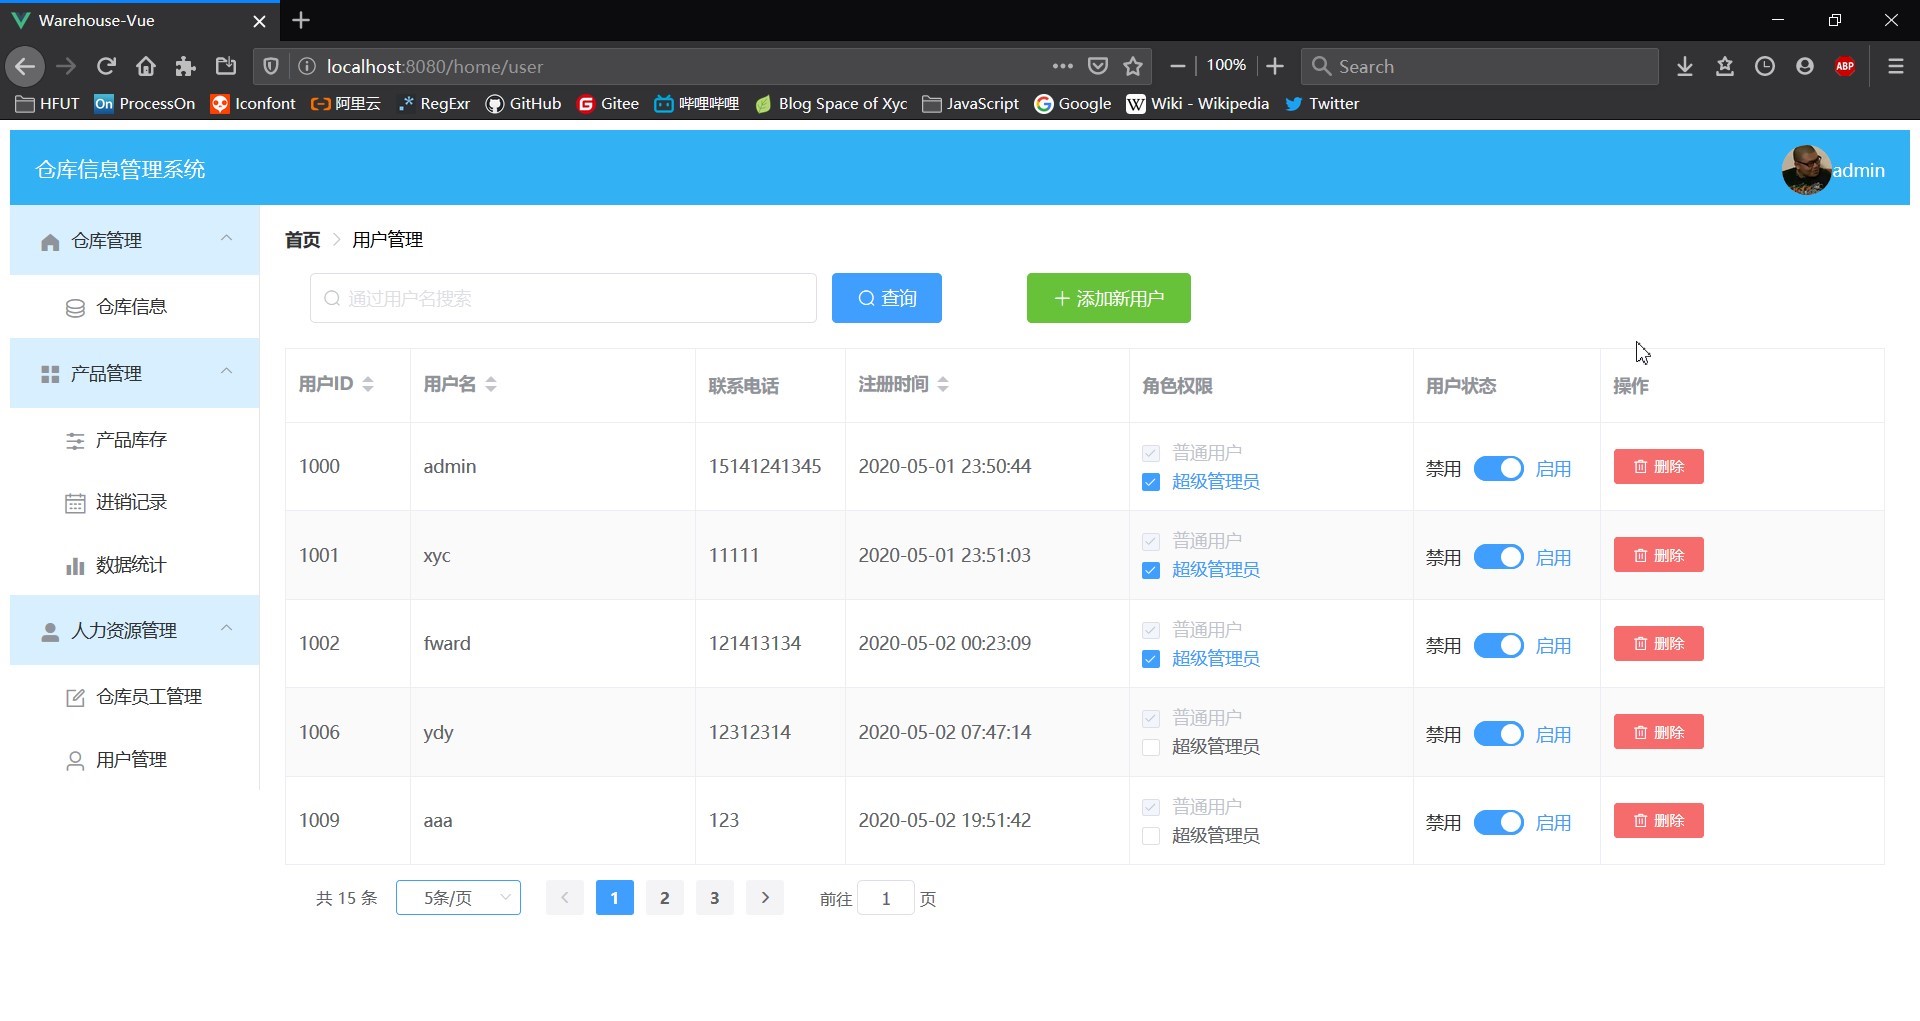 Warehouse-Vue
localhost:8080/home/user
100%
Search
ABP
HFUT
On ProcessOn
Iconfont
阿里云
.* RegExr
GitHub
G Gitee
哔哩哔哩
Blog Space of Xyc
JavaScript
G Google
W Wiki - Wikipedia
Twitter
仓库信息管理系统
admin
仓库管理
仓库信息
产品管理
产品库存
进销记录
数据统计
人力资源管理
仓库员工管理
用户管理
首页 > 用户管理
通过用户名搜索
查询
+ 添加新用户
用户ID 用户名 联系电话 注册时间 角色权限 用户状态 操作
1000 admin 15141241345 2020-05-01 23:50:44 普通用户 超级管理员 禁用 启用 删除
1001 xyc 11111 2020-05-01 23:51:03 普通用户 超级管理员 禁用 启用 删除
1002 fward 121413134 2020-05-02 00:23:09 普通用户 超级管理员 禁用 启用 删除
1006 ydy 12312314 2020-05-02 07:47:14 普通用户 超级管理员 禁用 启用 删除
1009 aaa 123 2020-05-02 19:51:42 普通用户 超级管理员 禁用 启用 删除
共 15 条 5条/页 < 1 2 3 > 前往 1 页